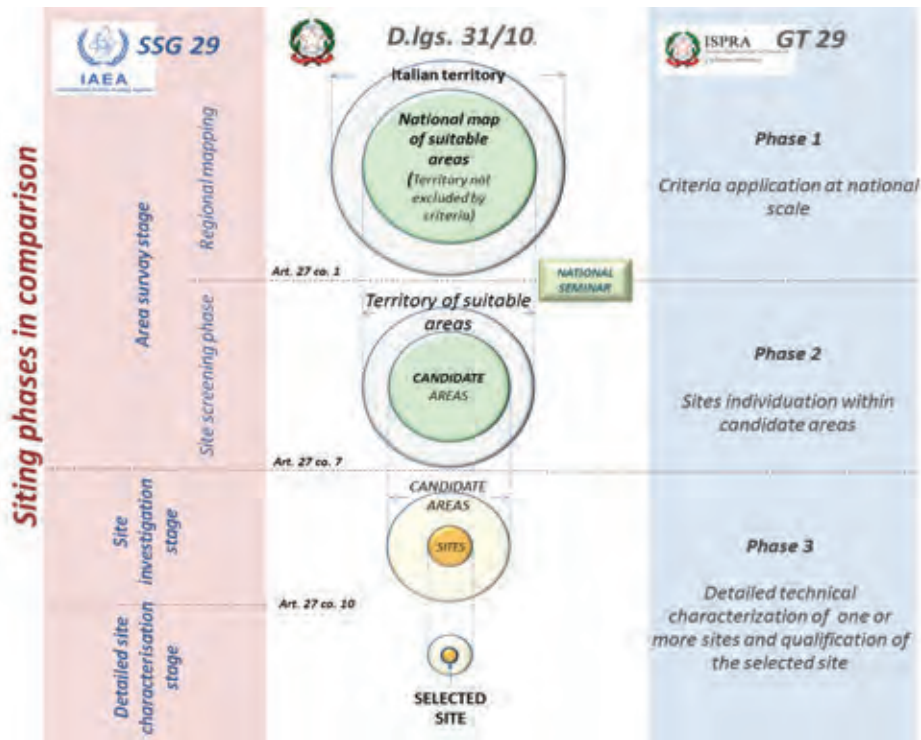 Siting phases in comparison
IAEA
SSG 29
Area survay stage
Regional mapping
Site screening phase
Site
investigation
stage
Detailed site
characterisation
stage
D.lgs. 31/10
Italian territory
National map
of suitable
areas
(Territory not
excluded by
criteria)
Art. 27 co. 1
NATIONAL
SEMINAR
Territory of suitable
areas
CANDIDATE
AREAS
Art. 27 co. 7
CANDIDATE
AREAS
SITES
Art. 27 co. 10
SELECTED
SITE
ISPRA
GT 29
Phase 1
Criteria application at national
scale
Phase 2
Sites individuation within
candidate areas
Phase 3
Detailed technical
characterization of one or
more sites and qualification of
the selected site